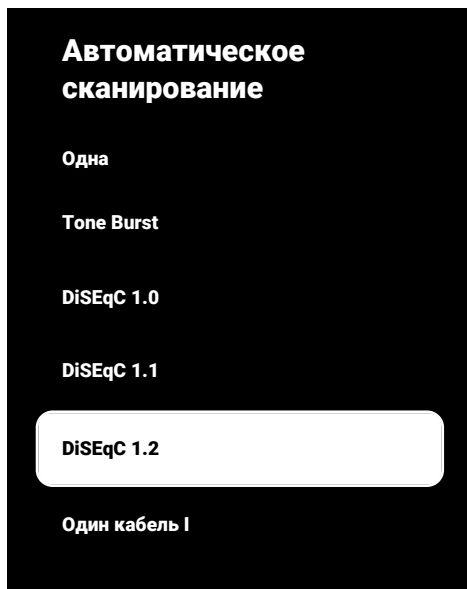 Автоматическое
сканирование
Одна
Tone Burst
DiSEqC 1.0
DiSEqC 1.1
DiSEqC 1.2
Один кабель I